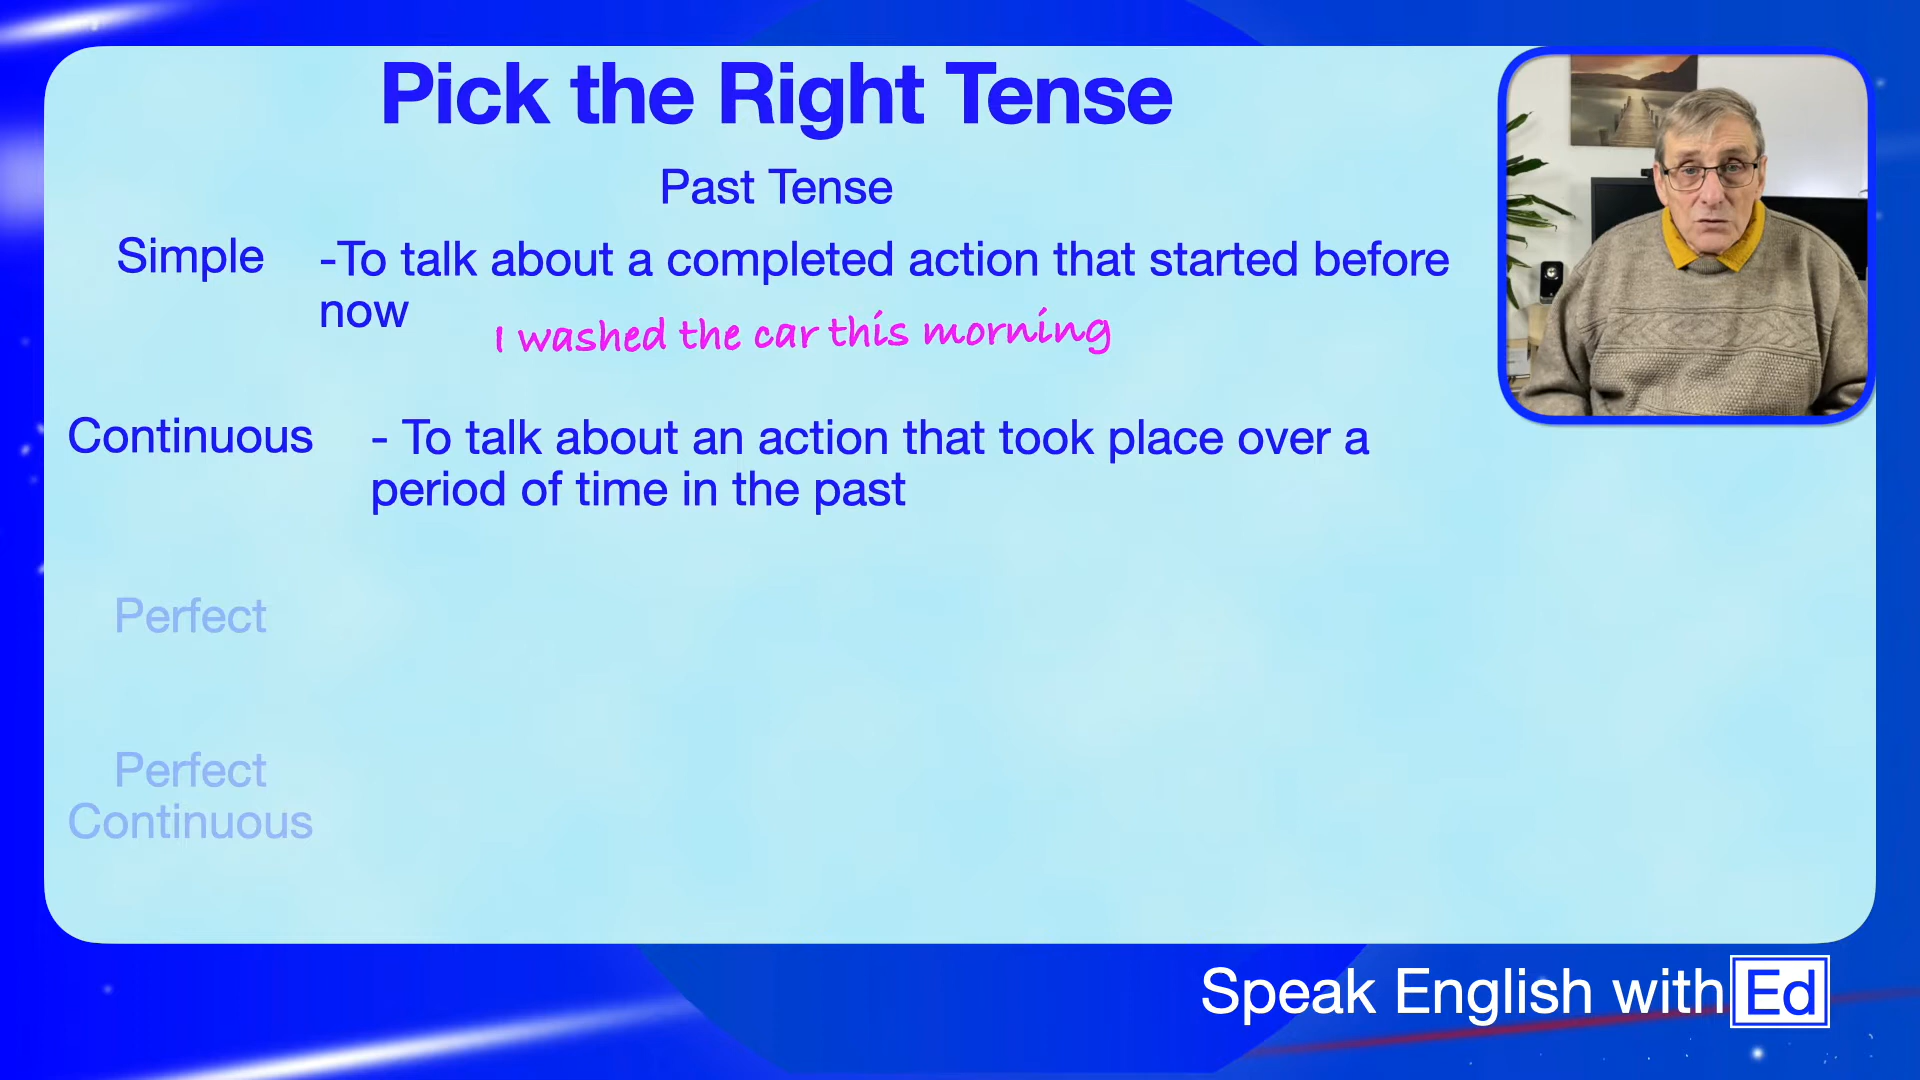 Pick the Right Tense
Past Tense
Simple
-To talk about a completed action that started before
now
I washed the car this morning
Continuous
- To talk about an action that took place over a
period of time in the past
Perfect
Perfect
Continuous
Speak English with Ed